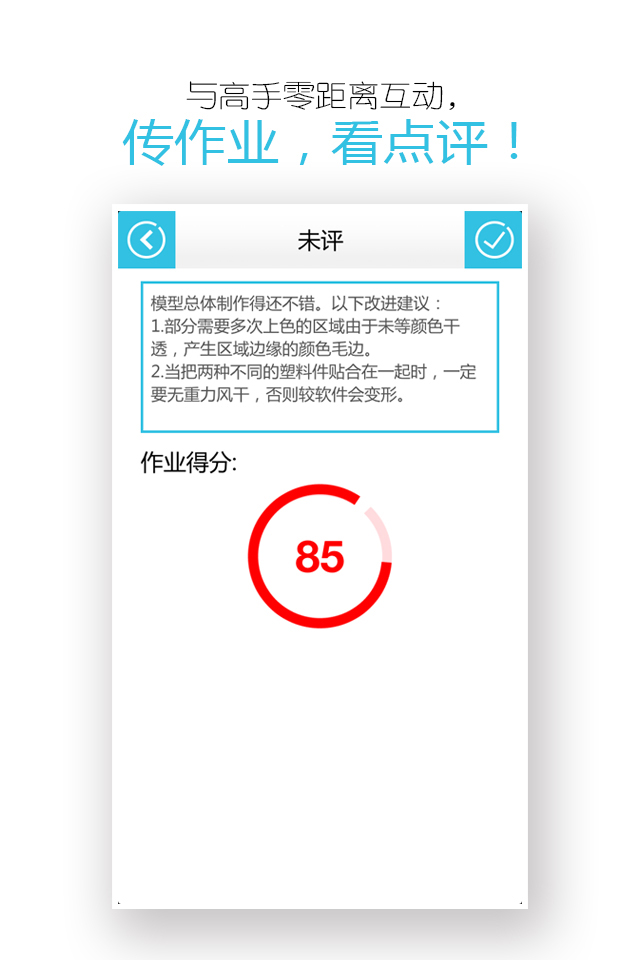 与高手零距离互动，
传作业，看点评！
未评
模型总体制作得还不错。以下改进建议：
1.部分需要多次上色的区域由于未等颜色干
透，产生区域边缘的颜色毛边。
2.当把两种不同的塑料件贴合在一起时，一定
要无重力风干，否则较软件会变形。
作业得分:
85